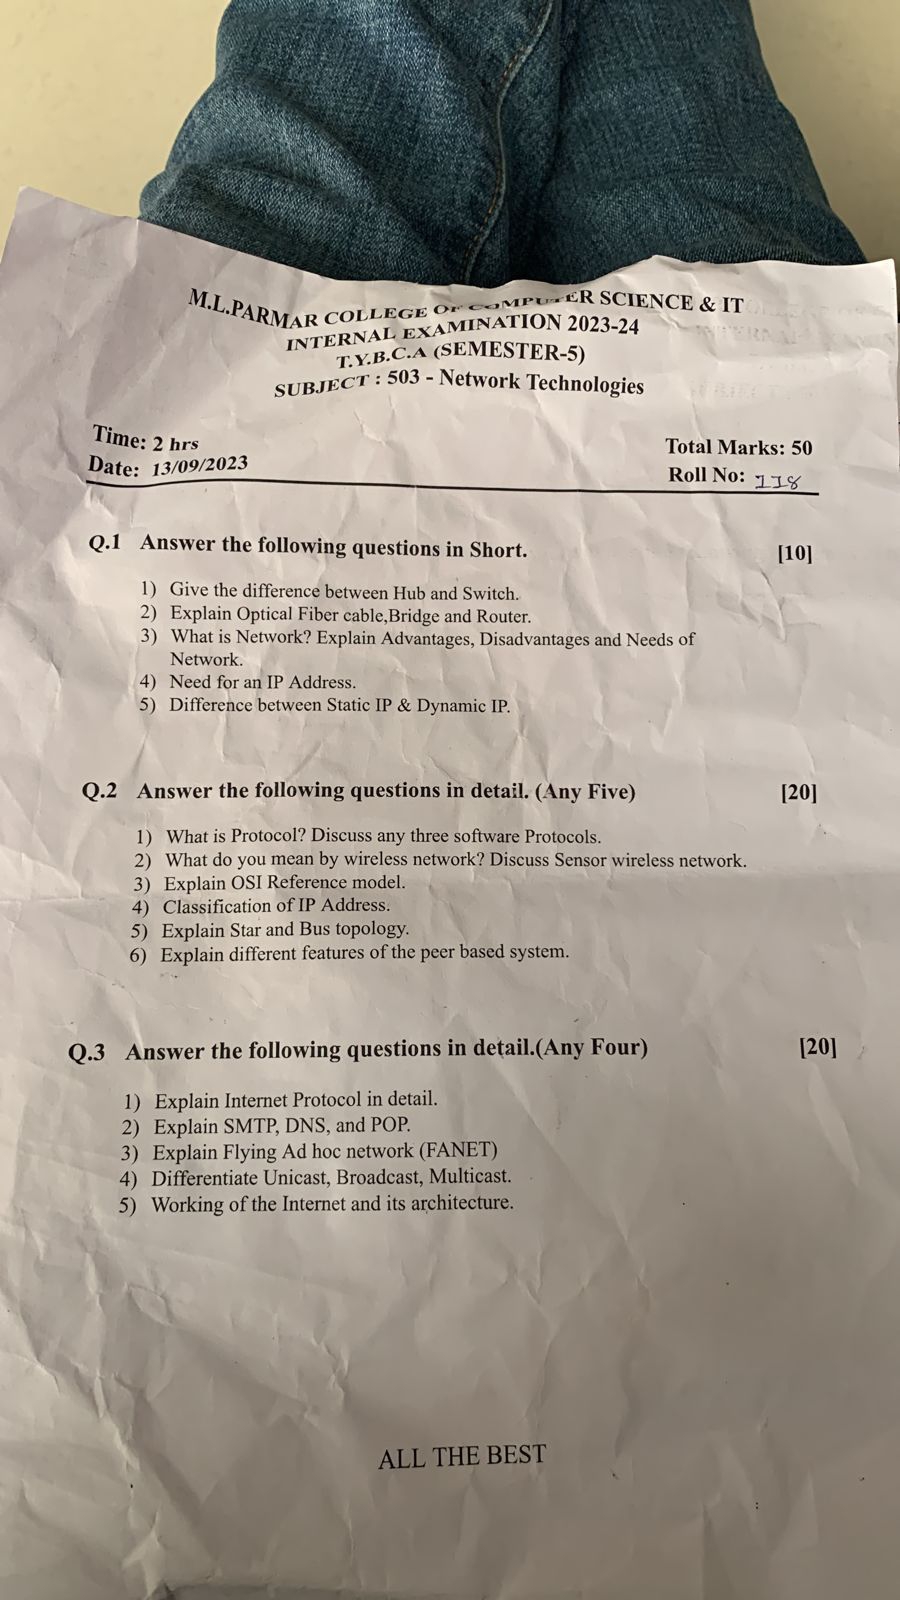 M.L.PARMAR COLLEGE OF COMPUTER SCIENCE & IT
INTERNAL EXAMINATION 2023-24
T.Y.B.C.A (SEMESTER-5)
SUBJECT : 503 - Network Technologies
Time: 2 hrs
Total Marks: 50
Date: 13/09/2023
Roll No: 118
Q.1 Answer the following questions in Short. [10]
1) Give the difference between Hub and Switch.
2) Explain Optical Fiber cable,Bridge and Router.
3) What is Network? Explain Advantages, Disadvantages and Needs of
Network.
4) Need for an IP Address.
5) Difference between Static IP & Dynamic IP.
Q.2 Answer the following questions in detail. (Any Five) [20]
1) What is Protocol? Discuss any three software Protocols.
2) What do you mean by wireless network? Discuss Sensor wireless network.
3) Explain OSI Reference model.
4) Classification of IP Address.
5) Explain Star and Bus topology.
6) Explain different features of the peer based system.
Q.3 Answer the following questions in detail.(Any Four) [20]
1) Explain Internet Protocol in detail.
2) Explain SMTP, DNS, and POP.
3) Explain Flying Ad hoc network (FANET)
4) Differentiate Unicast, Broadcast, Multicast.
5) Working of the Internet and its architecture.
ALL THE BEST